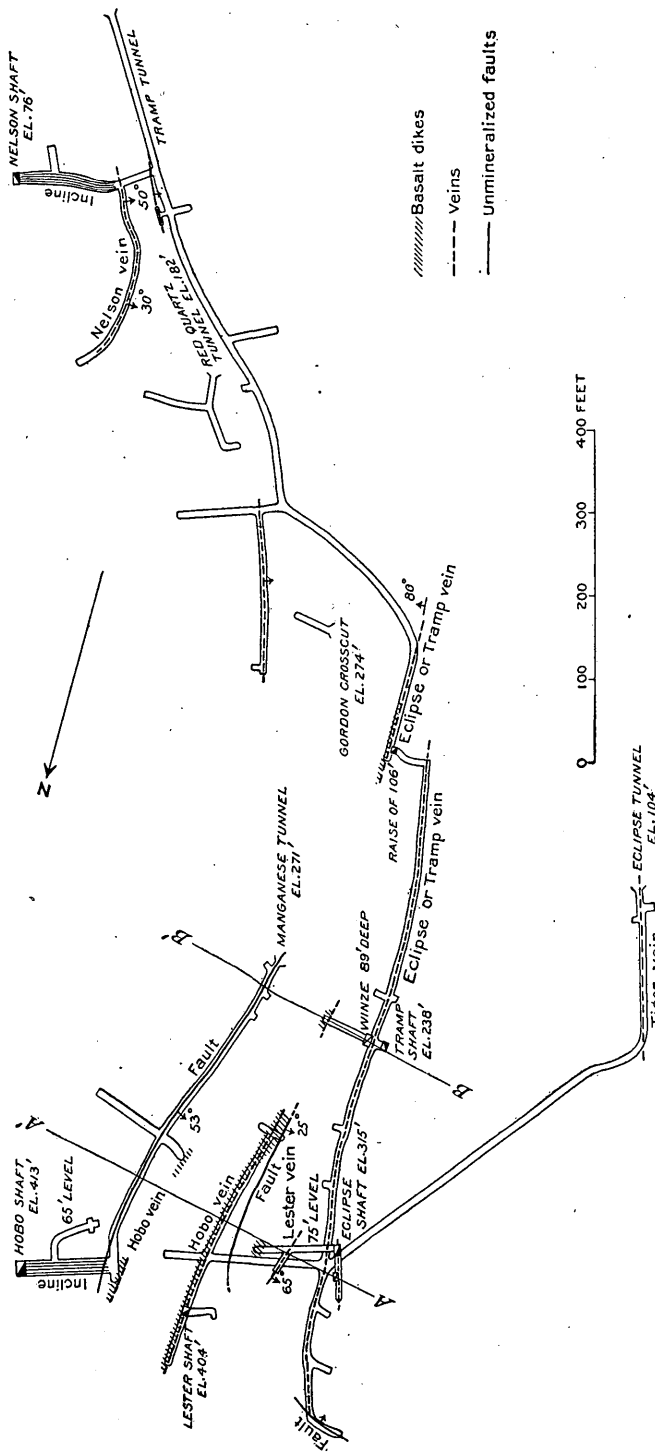 HOBO SHAFT
EL. 413'
65' LEVEL
Incline
A'
Hobo vein
Fault
53°
MANGANESE TUNNEL
EL. 271'
B'
N
LESTER SHAFT
EL. 404'
Hobo vein
Fault
25°
Lester vein
65°
75' LEVEL
ECLIPSE
SHAFT EL. 315'
A
Fault
WINZE 89' DEEP
TRAMP
SHAFT
EL. 238'
B
Eclipse or Tramp vein
RAISE OF 106'
Eclipse or Tramp vein
80°
GORDON CROSSCUT
EL. 274'
RED QUARTZ
TUNNEL EL. 182'
Nelson vein
30°
50°
Incline
NELSON SHAFT
EL. 76'
TRAMP TUNNEL
ECLIPSE TUNNEL
EL. 104'
0 100 200 300 400 FEET
Basalt dikes
Veins
Unmineralized faults